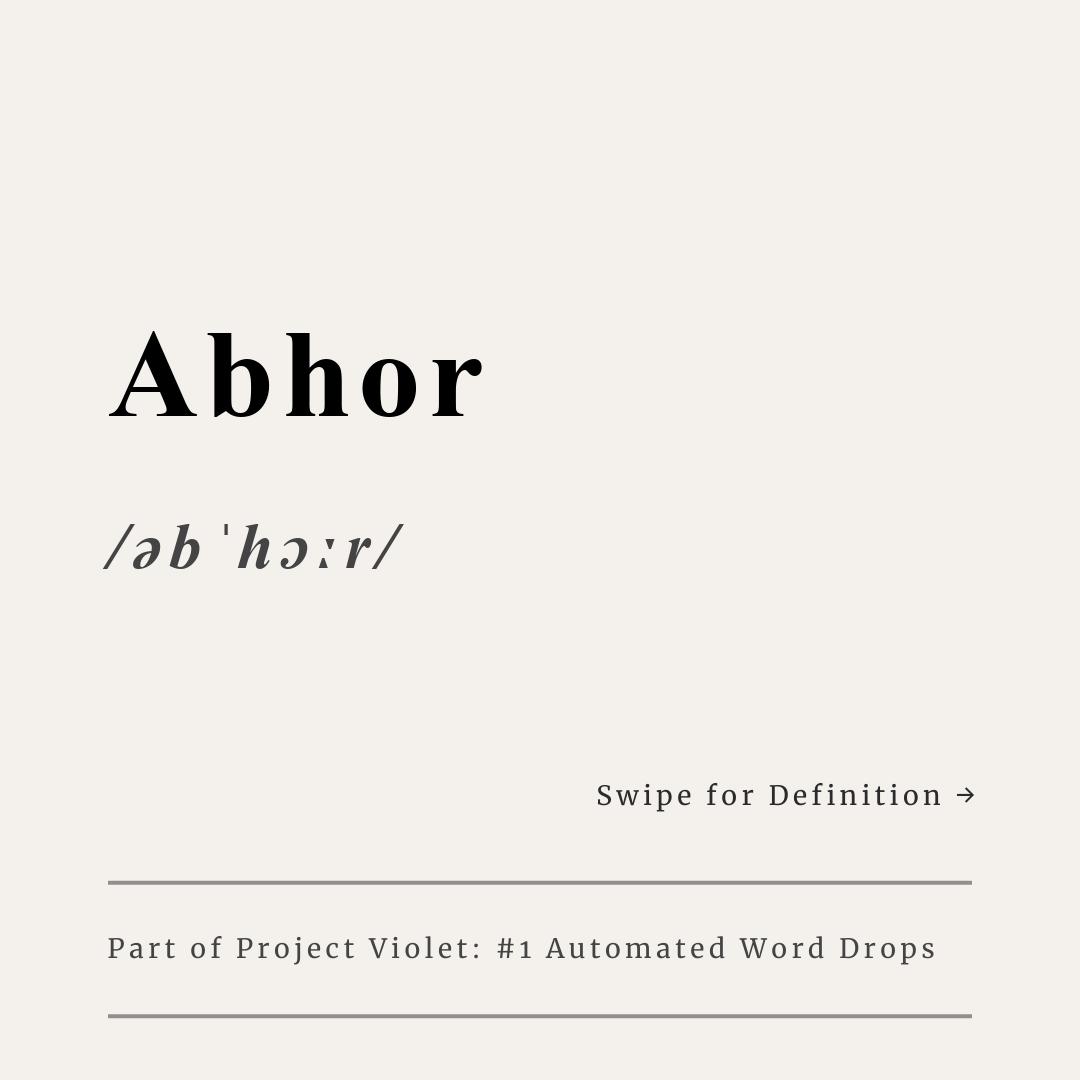 Abhor
/əbˈhɔːr/
Swipe for Definition →
Part of Project Violet: #1 Automated Word Drops